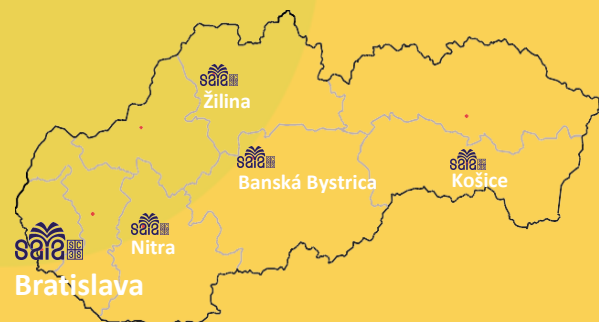 saia
Žilina
saia
Banská Bystrica
saia
Košice
saia
Nitra
saia
Bratislava